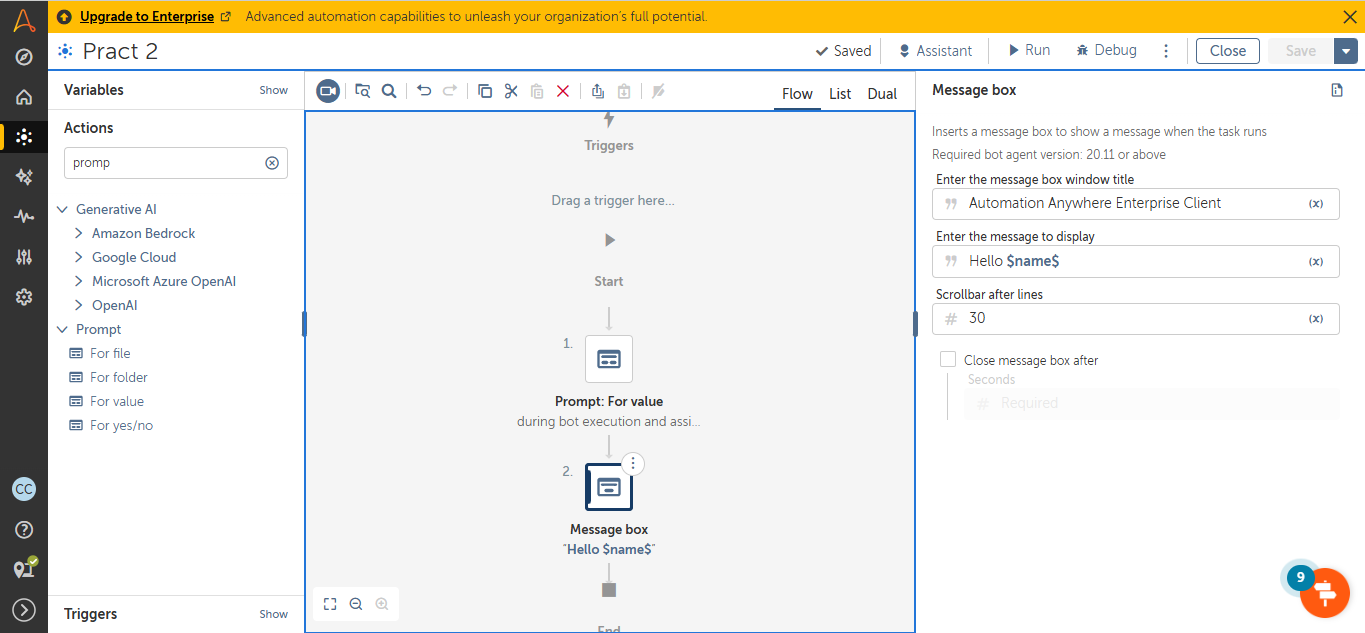 Upgrade to Enterprise Advanced automation capabilities to unleash your organization's full potential.
Pract 2
Saved
Assistant
Run
Debug
Close
Save
Variables
Show
Actions
promp
Generative AI
Amazon Bedrock
Google Cloud
Microsoft Azure OpenAI
OpenAI
Prompt
For file
For folder
For value
For yes/no
Triggers
Show
CC
Flow
List
Dual
Triggers
Drag a trigger here...
Start
1.
Prompt: For value
during bot execution and assi...
2.
Message box
"Hello $name$"
End
Message box
Inserts a message box to show a message when the task runs
Required bot agent version: 20.11 or above
Enter the message box window title
Automation Anywhere Enterprise Client
(x)
Enter the message to display
Hello $name$
(x)
Scrollbar after lines
# 30
(x)
Close message box after
Seconds
# Required
9